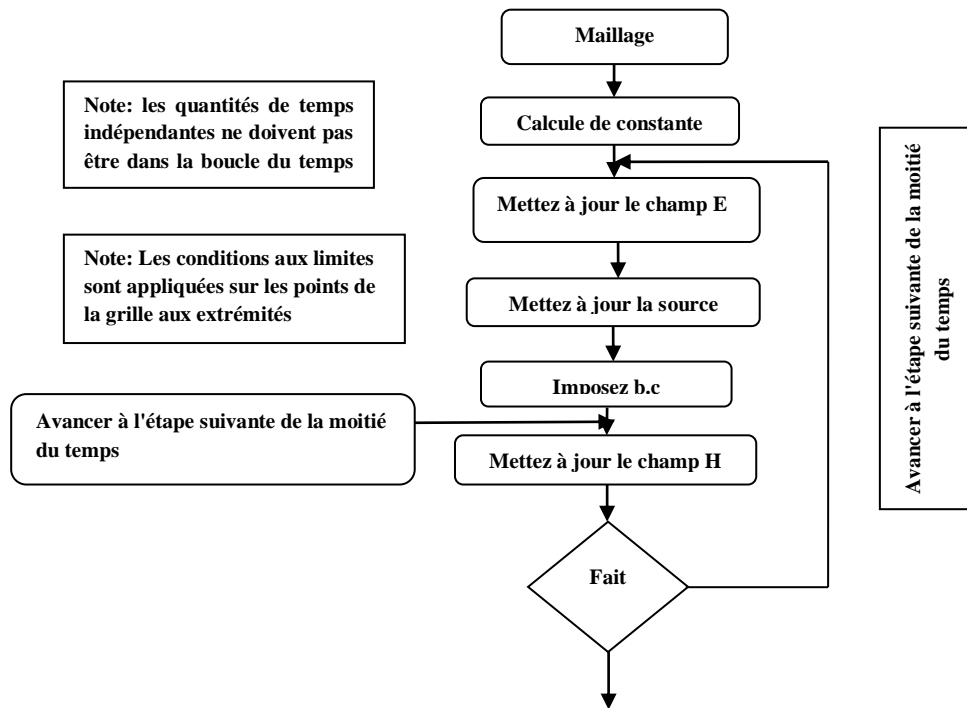 Maillage
Note: les quantités de temps
indépendantes ne doivent pas
être dans la boucle du temps
Calcule de constante
Mettez à jour le champ E
Note: Les conditions aux limites
sont appliquées sur les points de
la grille aux extrémités
Mettez à jour la source
Imposez b.c
Avancer à l'étape suivante de la moitié
du temps
Mettez à jour le champ H
Fait
Avancer à l'étape suivante de la moitié
du temps